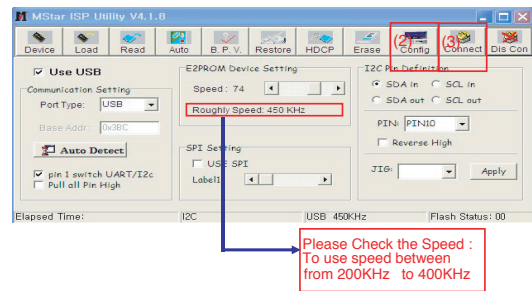 MStar ISP Utility V4.1.8
Device Load Read Auto B. P. V. Restore HDCP Erase Config Connect Dis Con
(2) (3)
Use USB
Communication Setting
Port Type: USB
Base Addr: 0x3BC
Auto Detect
pin 1 switch UART/I2c
Pull all Pin High
E2PROM Device Setting
Speed : 74
Roughly Speed: 450 KHz
SPI Setting
USE SPI
Label1
I2C Pin Definition
SDA in SCL in
SDA out SCL out
PIN: PIN10
Reverse High
JIG: Apply
Elapsed Time: I2C USB 450KHz Flash Status: 00
Please Check the Speed :
To use speed between
from 200KHz to 400KHz